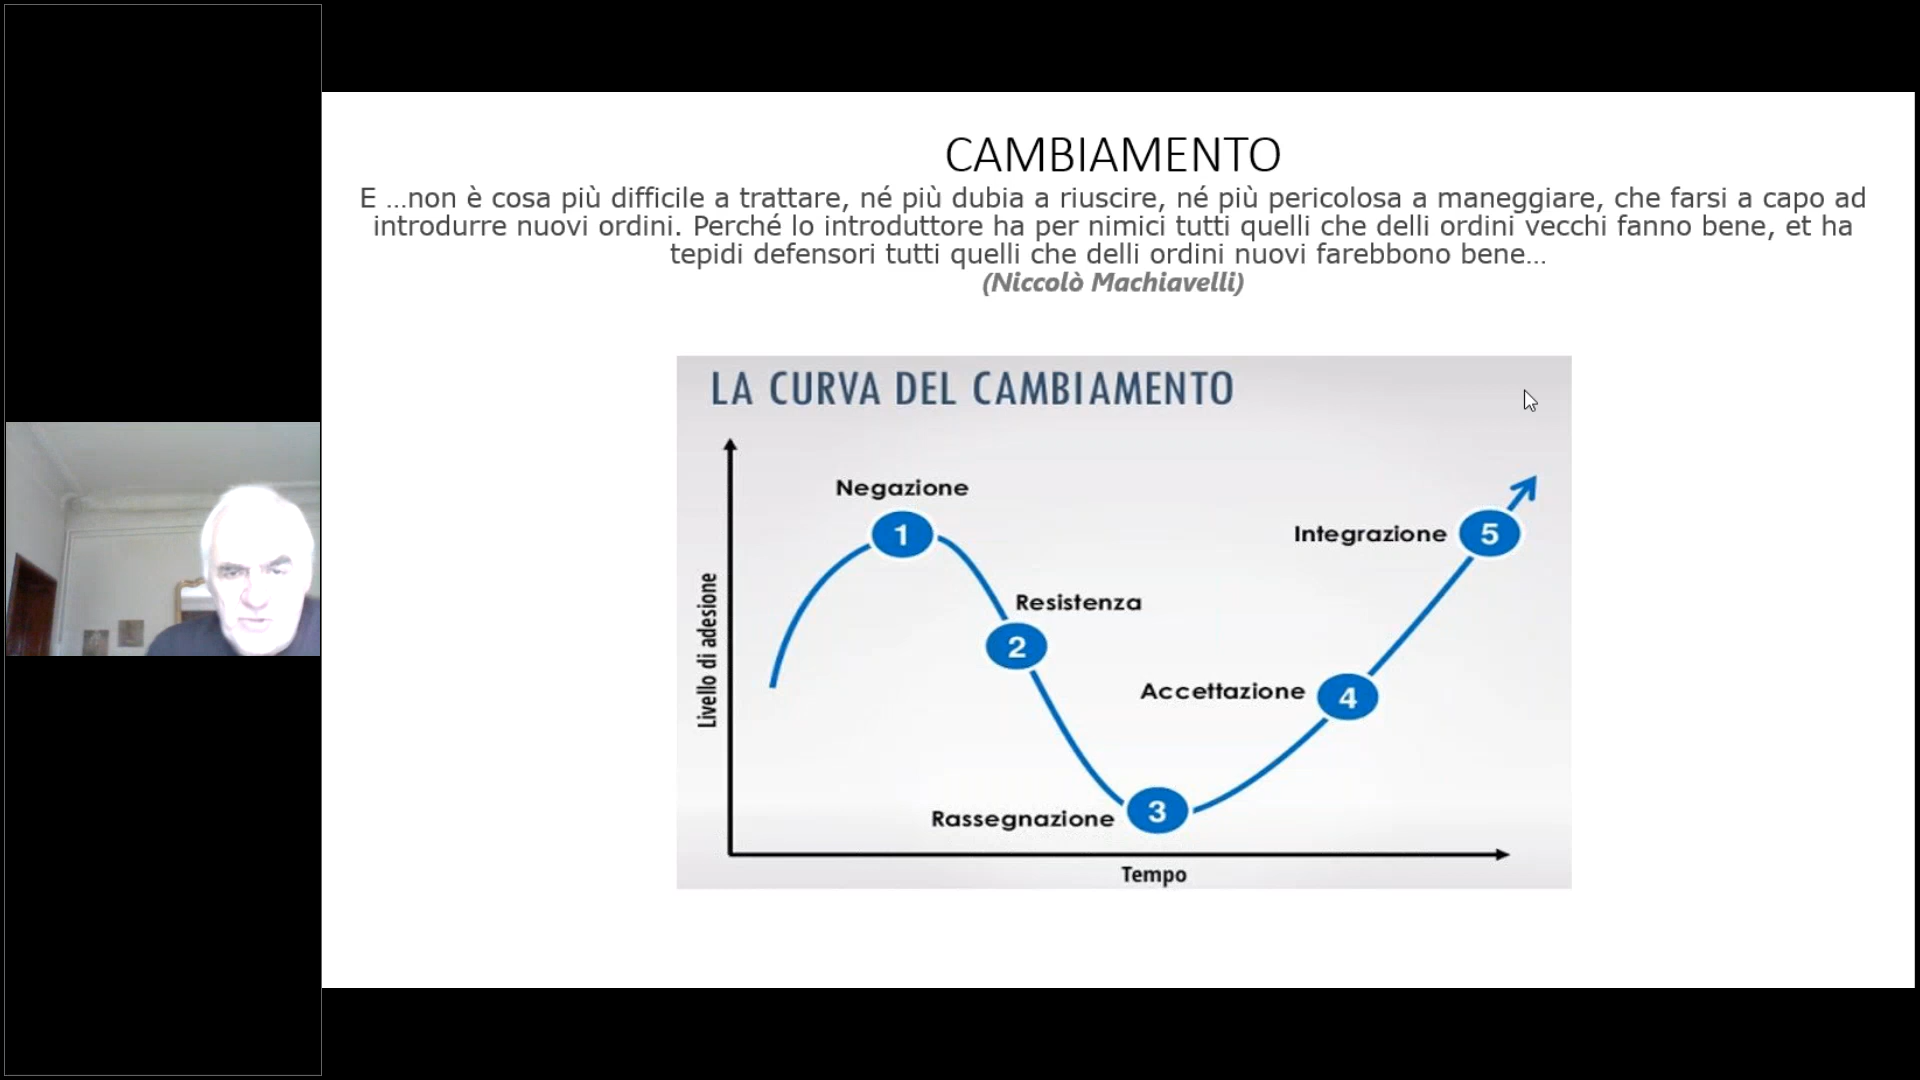 CAMBIAMENTO
E ...non è cosa più difficile a trattare, né più dubia a riuscire, né più pericolosa a maneggiare, che farsi a capo ad
introdurre nuovi ordini. Perché lo introduttore ha per nimici tutti quelli che delli ordini vecchi fanno bene, et ha
tepidi defensori tutti quelli che delli ordini nuovi farebbono bene...
(Niccolò Machiavelli)
LA CURVA DEL CAMBIAMENTO
Negazione
1
Integrazione
5
Resistenza
2
Accettazione
4
Rassegnazione
3
Livello di adesione
Tempo